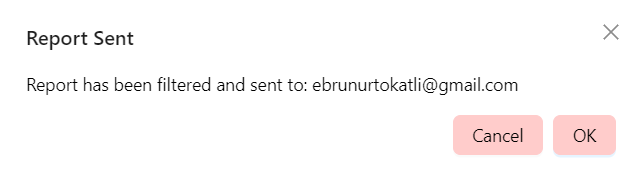 Report Sent
Report has been filtered and sent to: ebrunurtokatli@gmail.com
Cancel OK